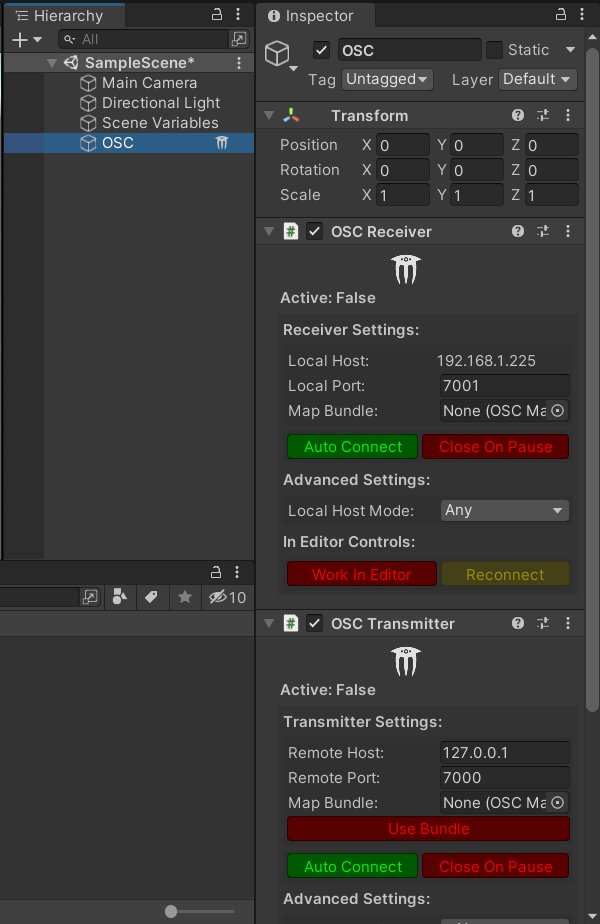 Hierarchy
All
SampleScene*
Main Camera
Directional Light
Scene Variables
OSC
10
Inspector
OSC
Static
Tag Untagged Layer Default
Transform
Position X 0 Y 0 Z 0
Rotation X 0 Y 0 Z 0
Scale X 1 Y 1 Z 1
# OSC Receiver
Active: False
Receiver Settings:
Local Host: 192.168.1.225
Local Port: 7001
Map Bundle: None (OSC Ma
Auto Connect Close On Pause
Advanced Settings:
Local Host Mode: Any
In Editor Controls:
Work In Editor Reconnect
# OSC Transmitter
Active: False
Transmitter Settings:
Remote Host: 127.0.0.1
Remote Port: 7000
Map Bundle: None (OSC Ma
Use Bundle
Auto Connect Close On Pause
Advanced Settings: